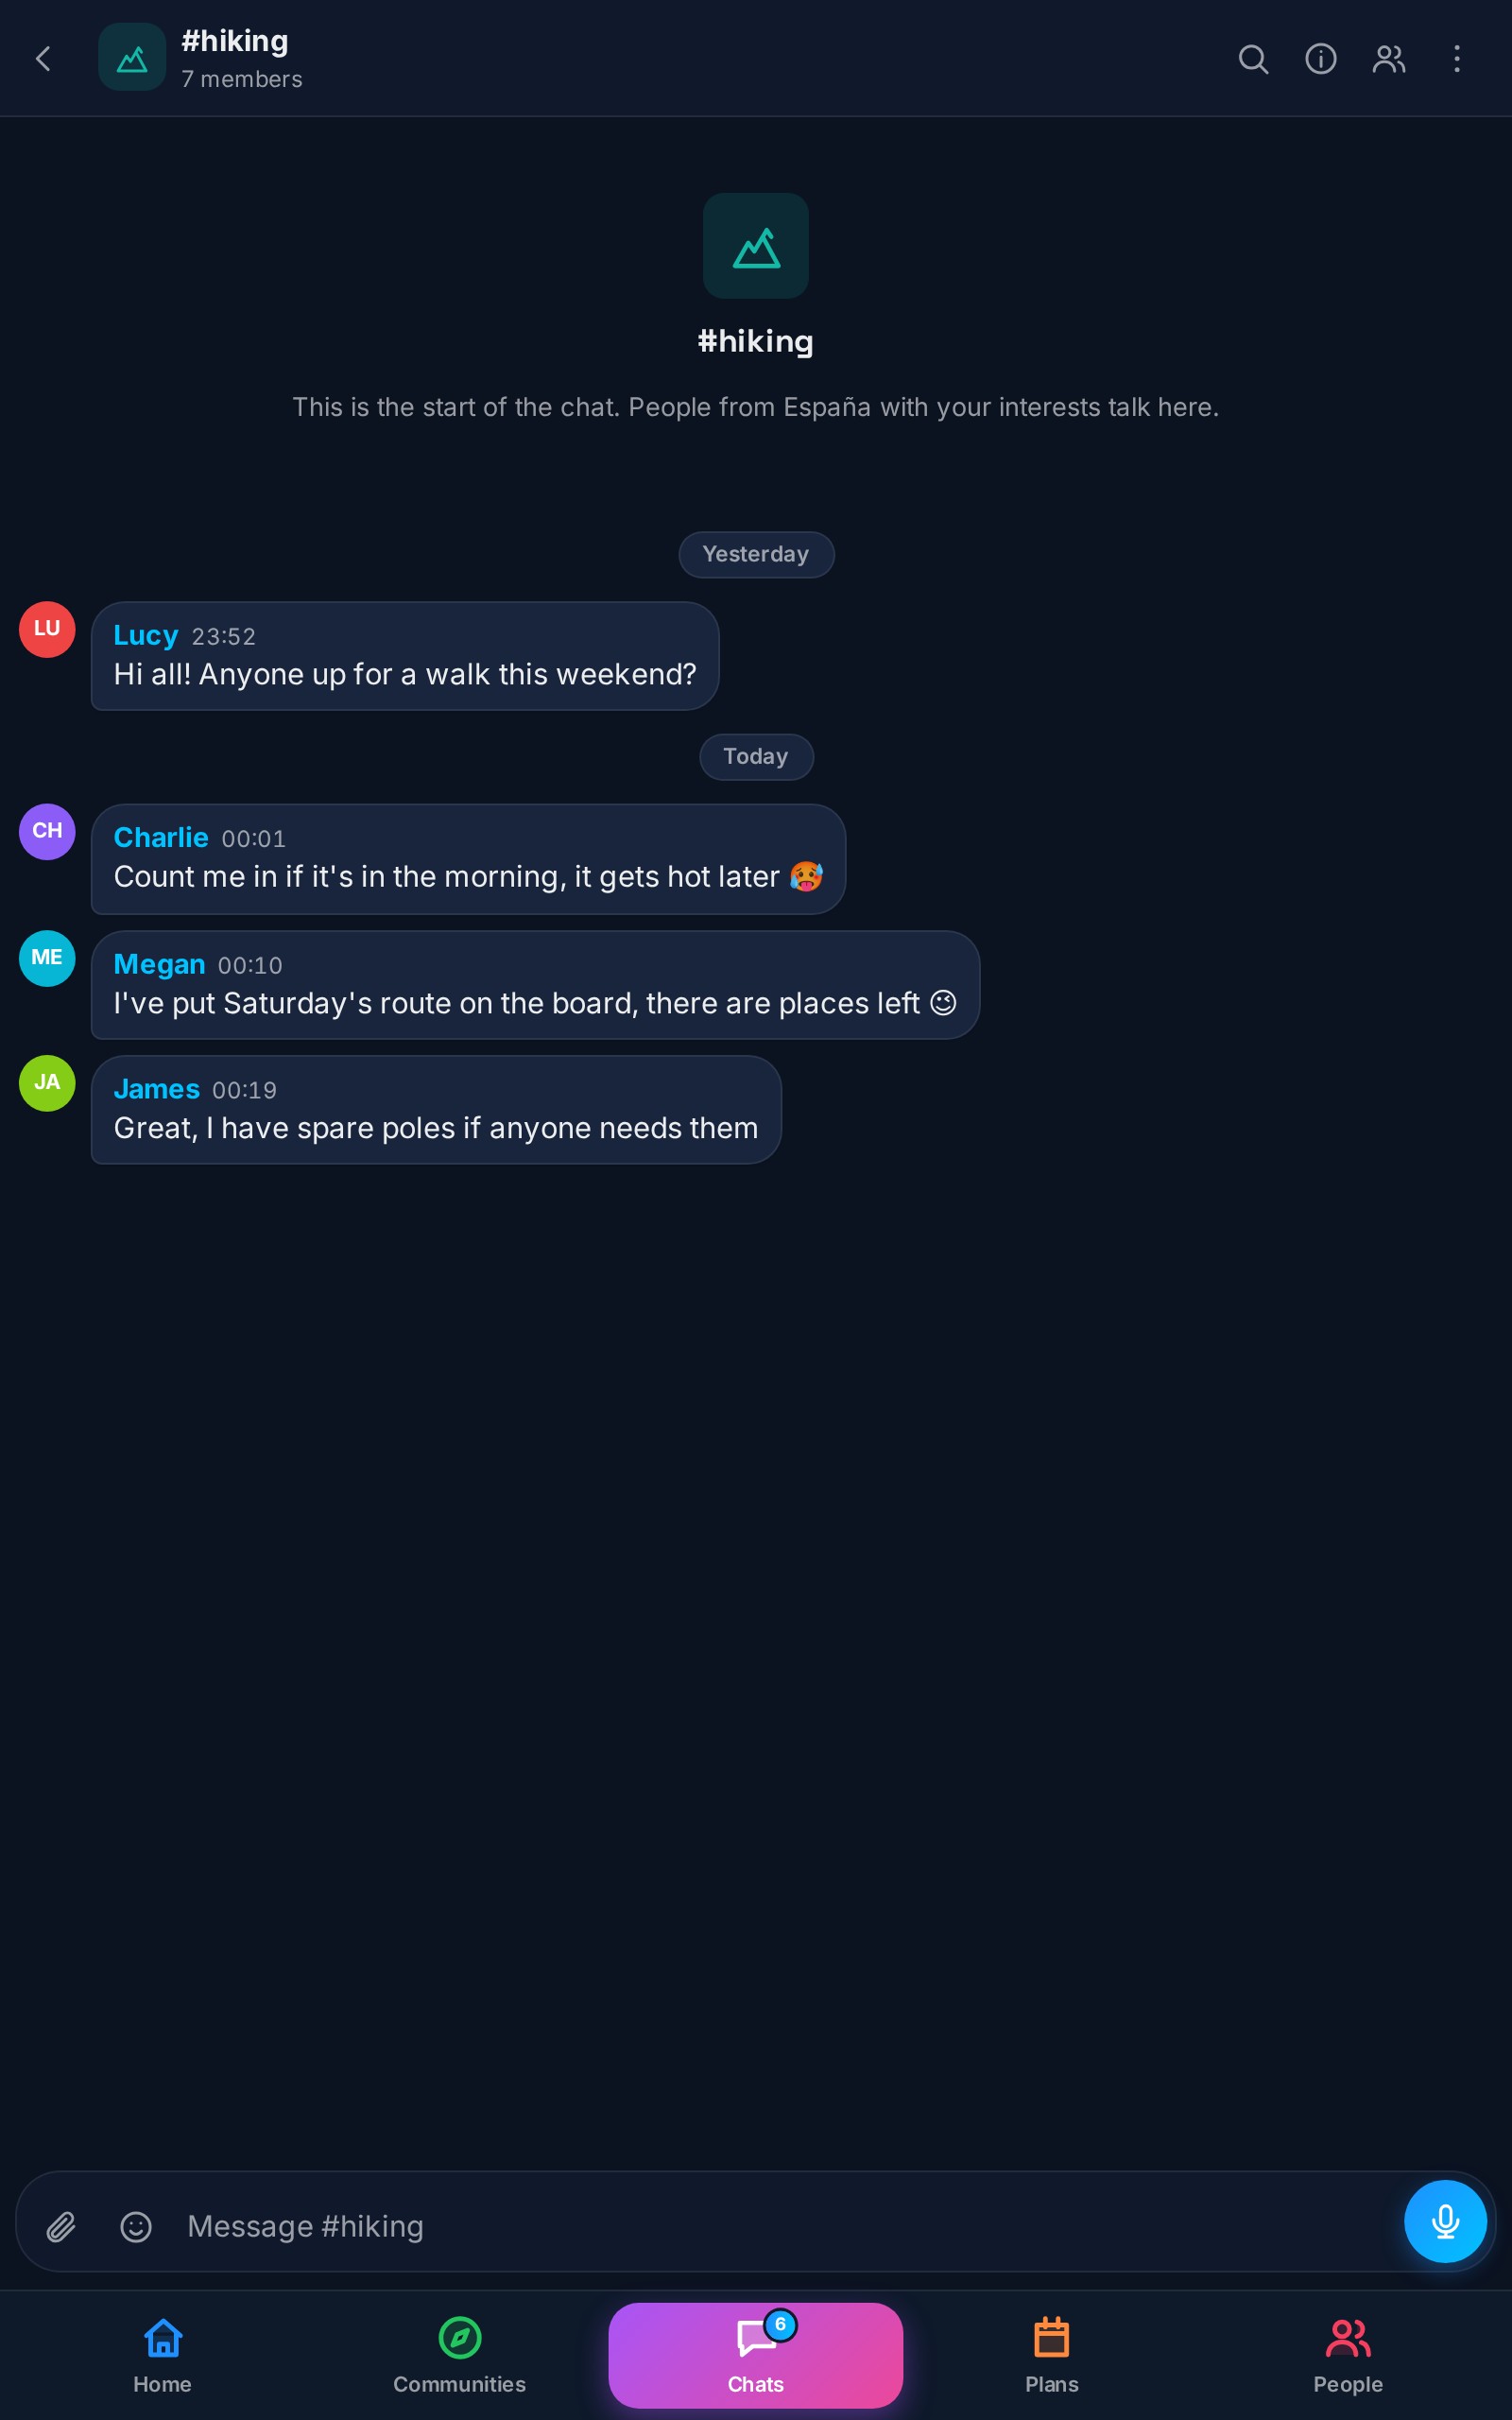 #hiking
7 members
#hiking
This is the start of the chat. People from España with your interests talk here.
Yesterday
LU
Lucy 23:52
Hi all! Anyone up for a walk this weekend?
Today
CH
Charlie 00:01
Count me in if it's in the morning, it gets hot later 🥵
ME
Megan 00:10
I've put Saturday's route on the board, there are places left 😉
JA
James 00:19
Great, I have spare poles if anyone needs them
Message #hiking
6
Home
Communities
Chats
Plans
People